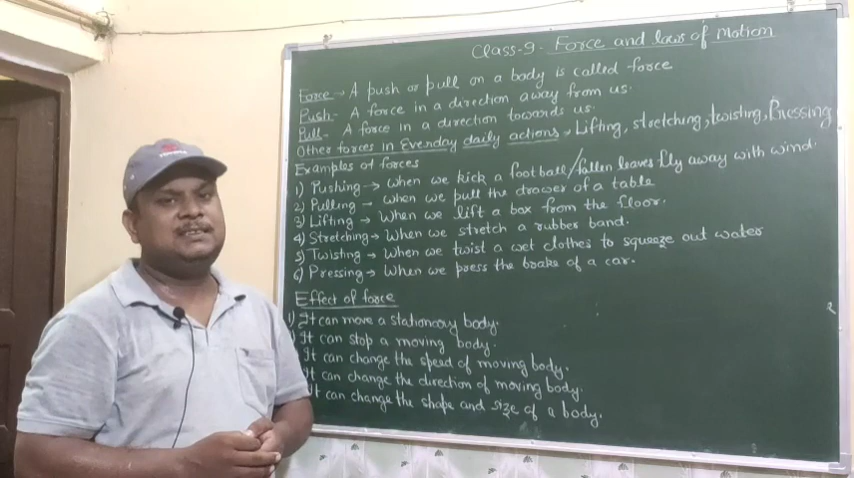 Class-9. Force and laws of Motion
Force → A push or pull on a body is called force
Push - A force in a direction away from us.
Pull - A force in a direction towards us.
Other forces in Everyday daily actions → Lifting, stretching, twisting, Pressing
Examples of forces
1) Pushing → When we kick a foot ball/fallen leaves fly away with wind.
2) Pulling → When we pull the drawer of a table
3) Lifting → When we lift a box from the floor.
4) Stretching → When we stretch a rubber band.
5) Twisting → When we twist a wet clothes to squeeze out water
6) Pressing → When we press the brake of a car.
Effect of force
1) It can move a stationary body.
It can stop a moving body.
It can change the speed of moving body.
It can change the direction of moving body.
It can change the shape and size of a body.